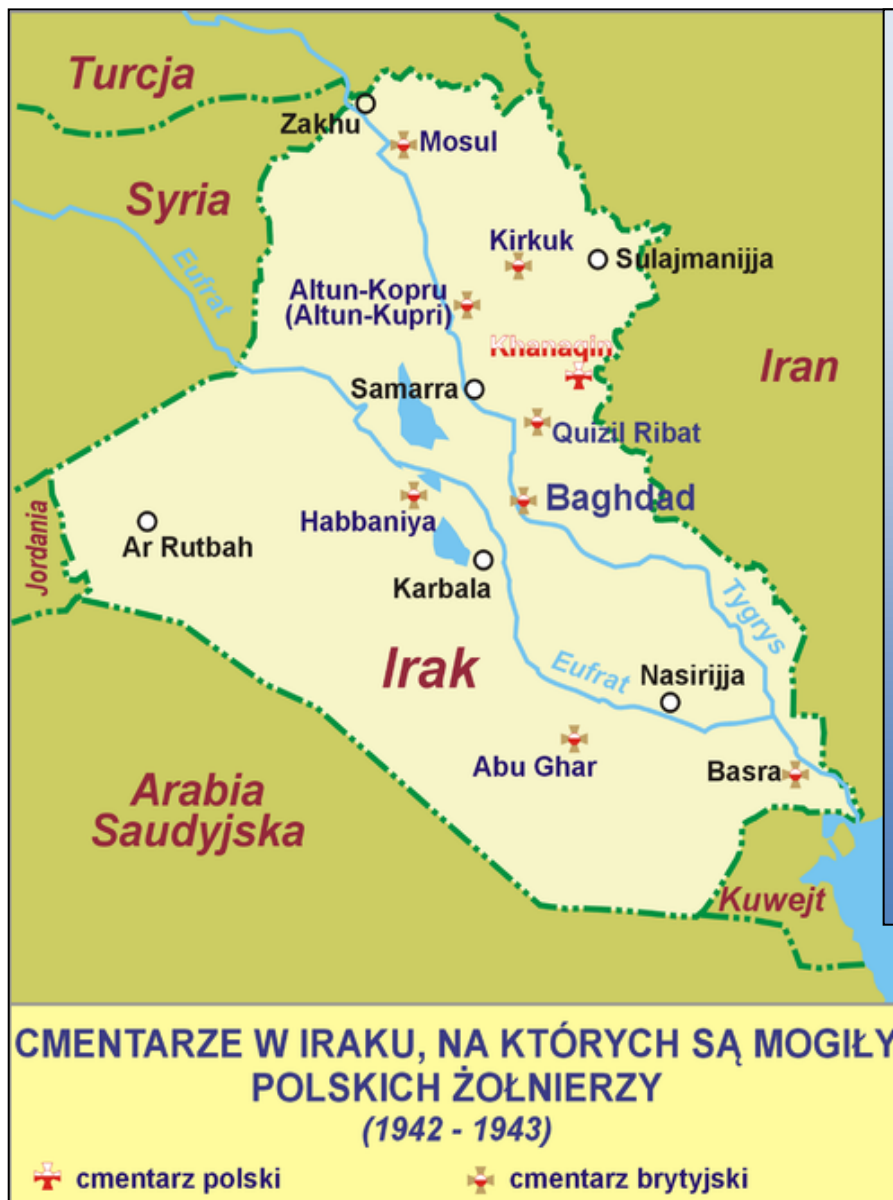 Turcja
Zakhu
Mosul
Syria
Eufrat
Kirkuk
Sulajmanijja
Altun-Kopru
(Altun-Kupri)
Khanaqin
Iran
Samarra
Quizil Ribat
Baghdad
Habbaniya
Jordania
Ar Rutbah
Karbala
Tygrys
Irak
Eufrat
Nasirijja
Abu Ghar
Basra
Arabia
Saudyjska
Kuwejt
CMENTARZE W IRAKU, NA KTÓRYCH SĄ MOGIŁY
POLSKICH ŻOŁNIERZY
(1942 - 1943)
cmentarz polski
cmentarz brytyjski